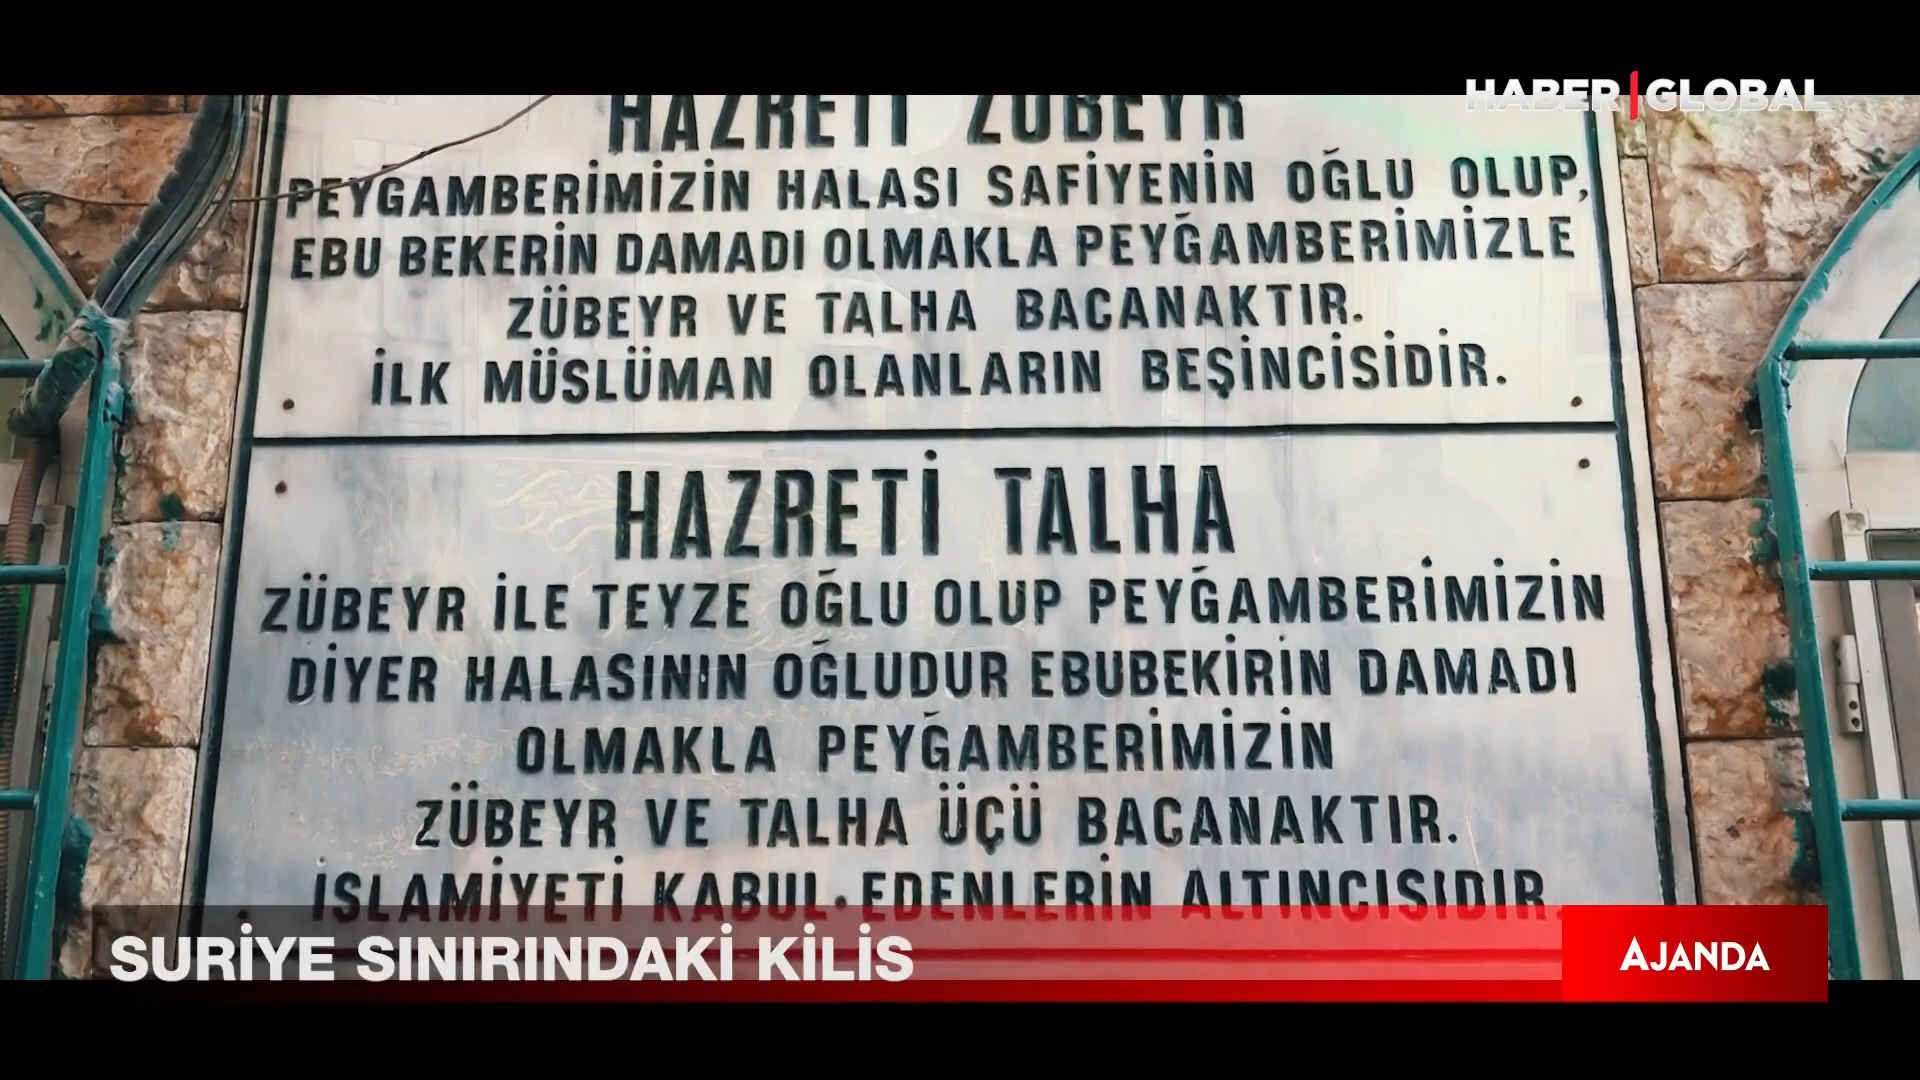 HABER GLOBAL
HAZRETİ ZÜBEYR
PEYGAMBERİMİZİN HALASI SAFİYENİN OĞLU OLUP,
EBU BEKERİN DAMADI OLMAKLA PEYĞAMBERİMİZLE
ZÜBEYR VE TALHA BACANAKTIR.
İLK MÜSLÜMAN OLANLARIN BEŞİNCİSİDİR.
HAZRETİ TALHA
ZÜBEYR İLE TEYZE OĞLU OLUP PEYĞAMBERİMİZİN
DİYER HALASININ OĞLUDUR EBUBEKİRİN DAMADI
OLMAKLA PEYĞAMBERİMİZİN
ZÜBEYR VE TALHA ÜÇÜ BACANAKTIR.
İSLAMİYETİ KABUL EDENLERİN ALTINCISIDIR.
SURİYE SINIRINDAKİ KİLİS
AJANDA